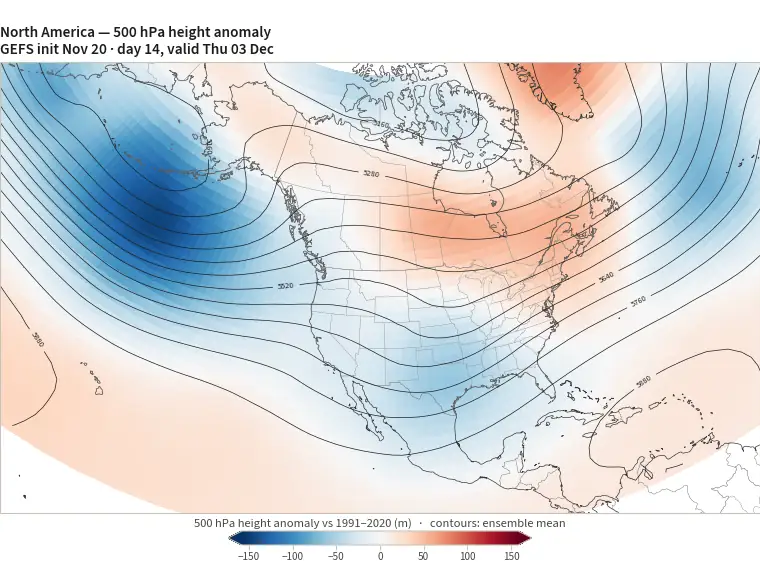 North America — 500 hPa height anomaly
GEFS init Nov 20 · day 14, valid Thu 03 Dec
5280
5520
5640
5760
5880
5880
500 hPa height anomaly vs 1991–2020 (m) · contours: ensemble mean
−150 −100 −50 0 50 100 150